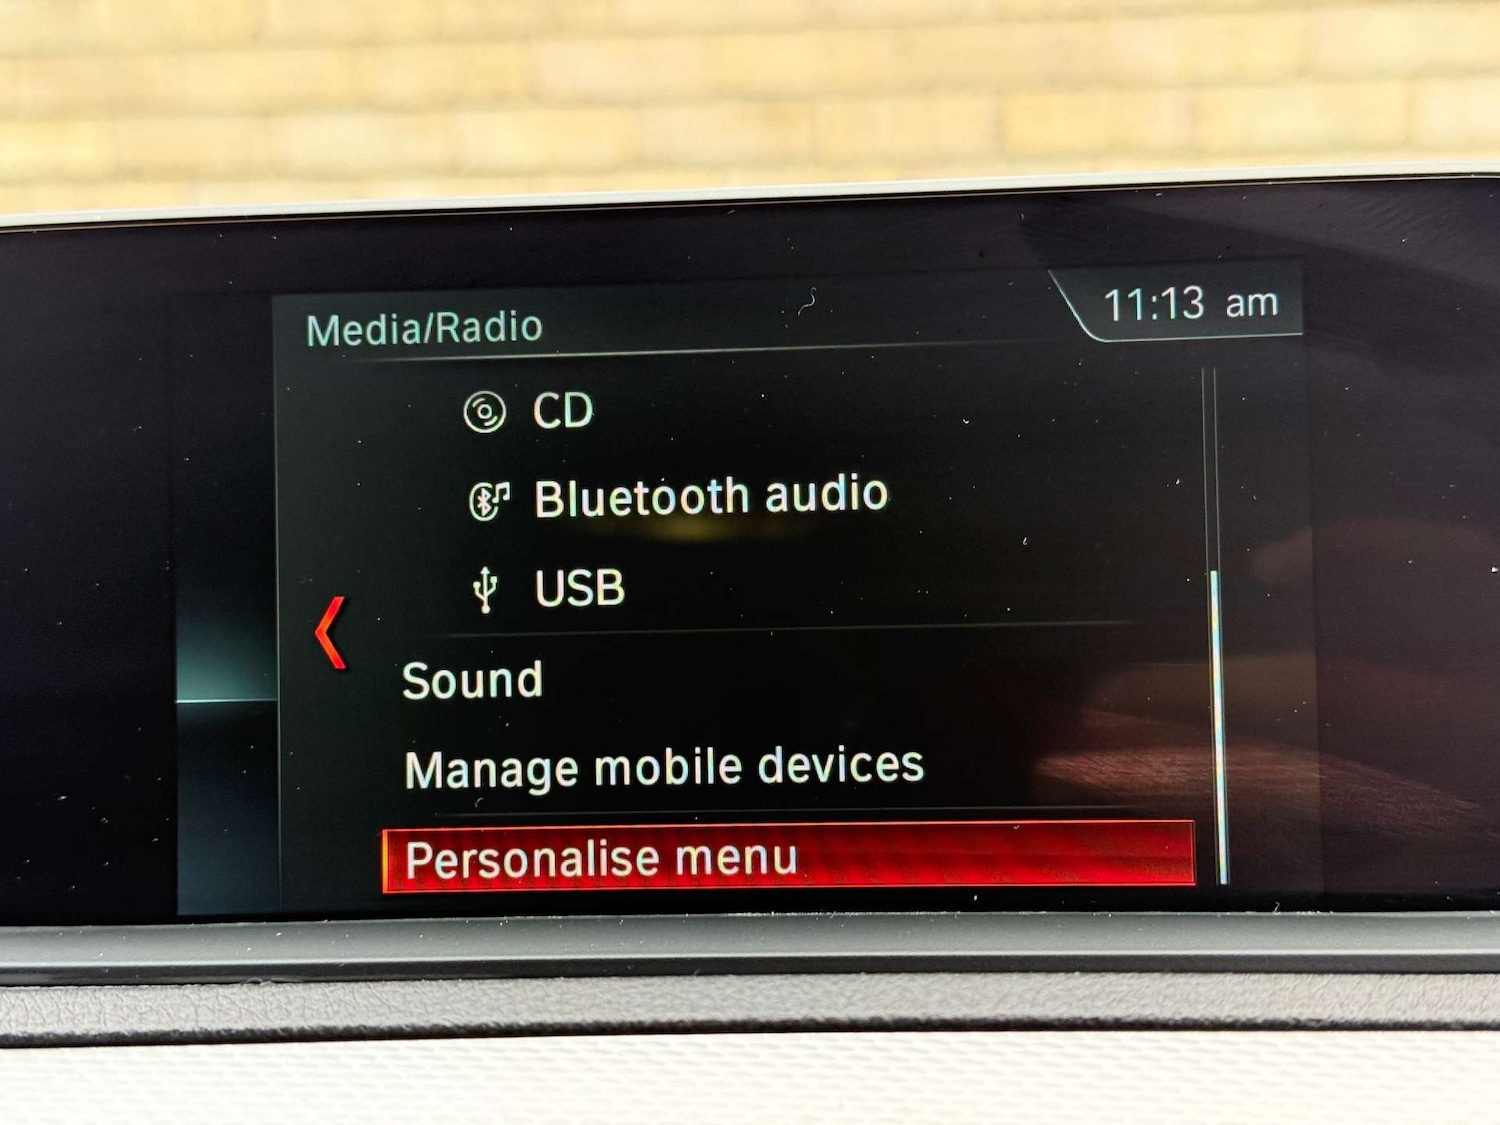 Media/Radio
11:13 am
CD
Bluetooth audio
USB
Sound
Manage mobile devices
Personalise menu